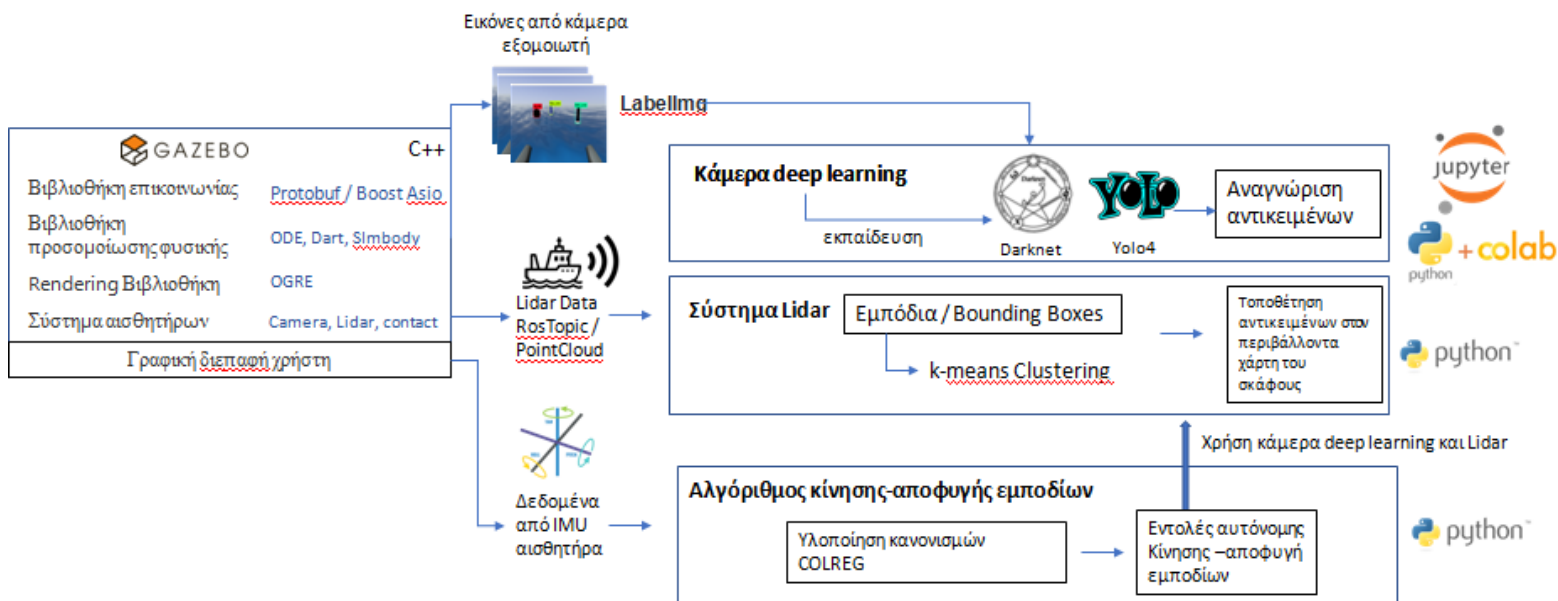 Εικόνες από κάμερα
εξομοιωτή
LabelImg
GAZEBO
C++
Βιβλιοθήκη επικοινωνίας
Protobuf / Boost Asio
Βιβλιοθήκη
προσομοίωσης φυσικής
ODE, Dart, SImbody
Rendering Βιβλιοθήκη
OGRE
Σύστημα αισθητήρων
Camera, Lidar, contact
Γραφική διεπαφή χρήστη
Κάμερα deep learning
εκπαίδευση
Darknet
Darknet
YOLO
Yolo4
Αναγνώριση
αντικειμένων
jupyter
python
+ colab
Lidar Data
RosTopic /
PointCloud
Σύστημα Lidar
Εμπόδια / Bounding Boxes
k-means Clustering
Τοποθέτηση
αντικειμένων στον
περιβάλλοντα
χάρτη του
σκάφους
python™
Χρήση κάμερα deep learning και Lidar
Δεδομένα
από IMU
αισθητήρα
Αλγόριθμος κίνησης-αποφυγής εμποδίων
Υλοποίηση κανονισμών
COLREG
Εντολές αυτόνομης
Κίνησης –αποφυγή
εμποδίων
python™